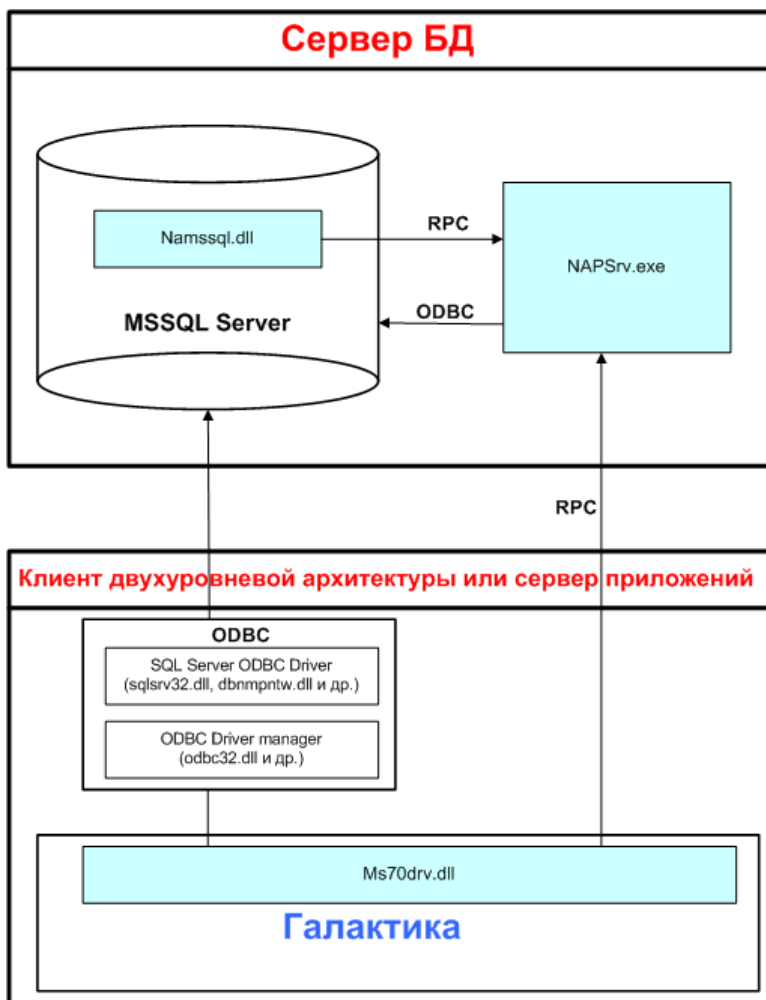 Сервер БД
Namssql.dll
RPC
NAPSrv.exe
MSSQL Server
ODBC
RPC
Клиент двухуровневой архитектуры или сервер приложений
ODBC
SQL Server ODBC Driver
(sqlsrv32.dll, dbnmpntw.dll и др.)
ODBC Driver manager
(odbc32.dll и др.)
Ms70drv.dll
Галактика